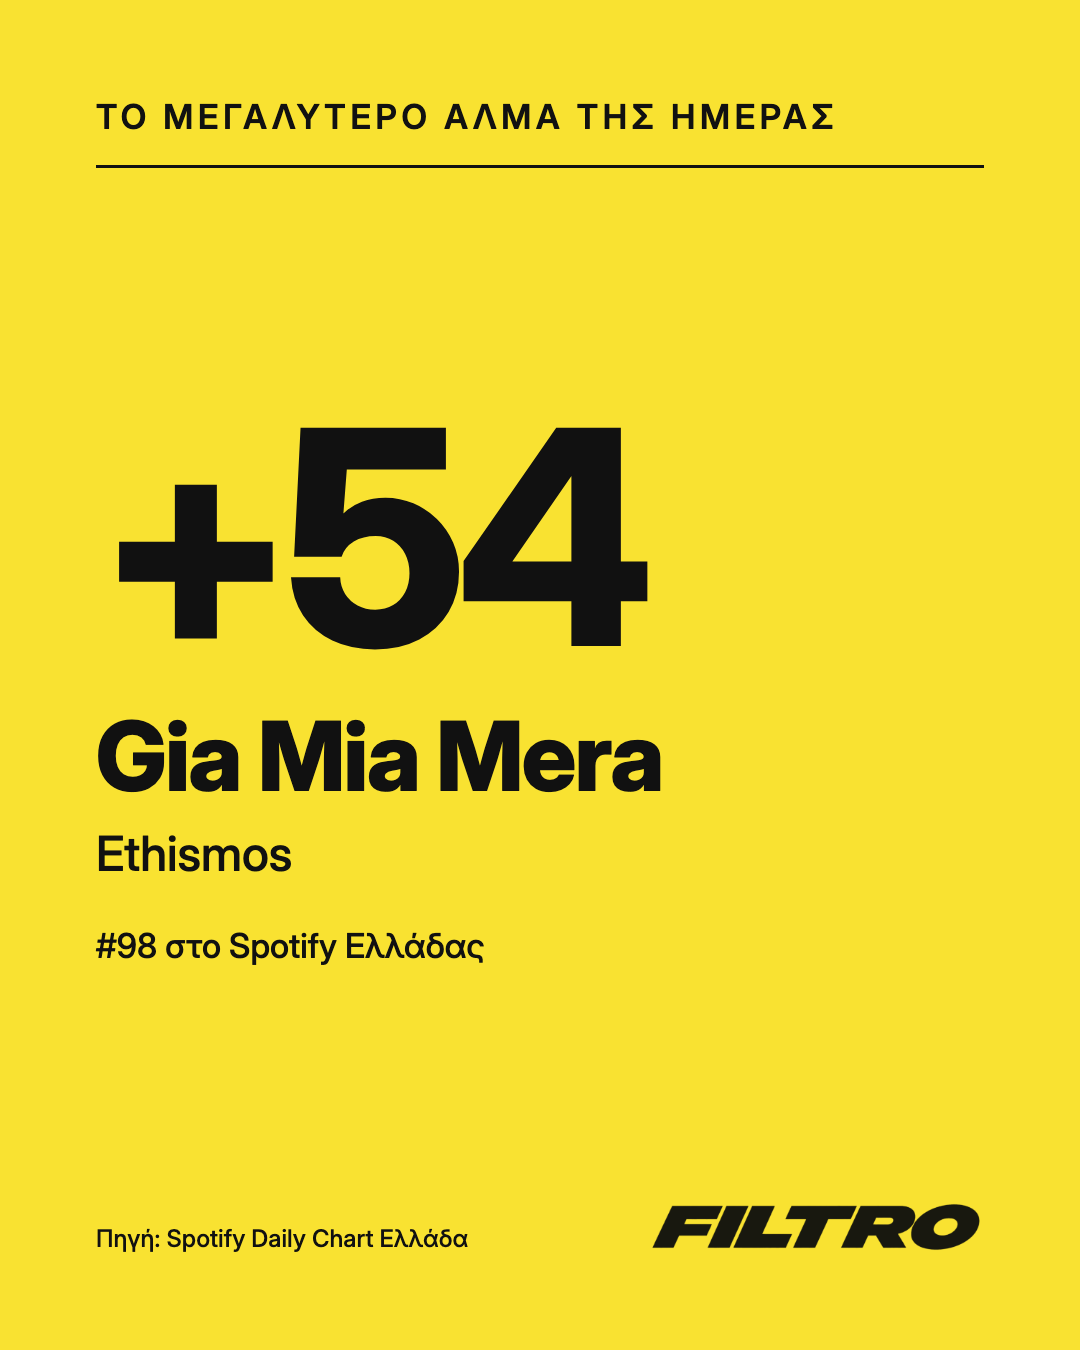 ΤΟ ΜΕΓΑΛΥΤΕΡΟ ΑΛΜΑ ΤΗΣ ΗΜΕΡΑΣ
+54
Gia Mia Mera
Ethismos
#98 στο Spotify Ελλάδας
Πηγή: Spotify Daily Chart Ελλάδα
FILTRO